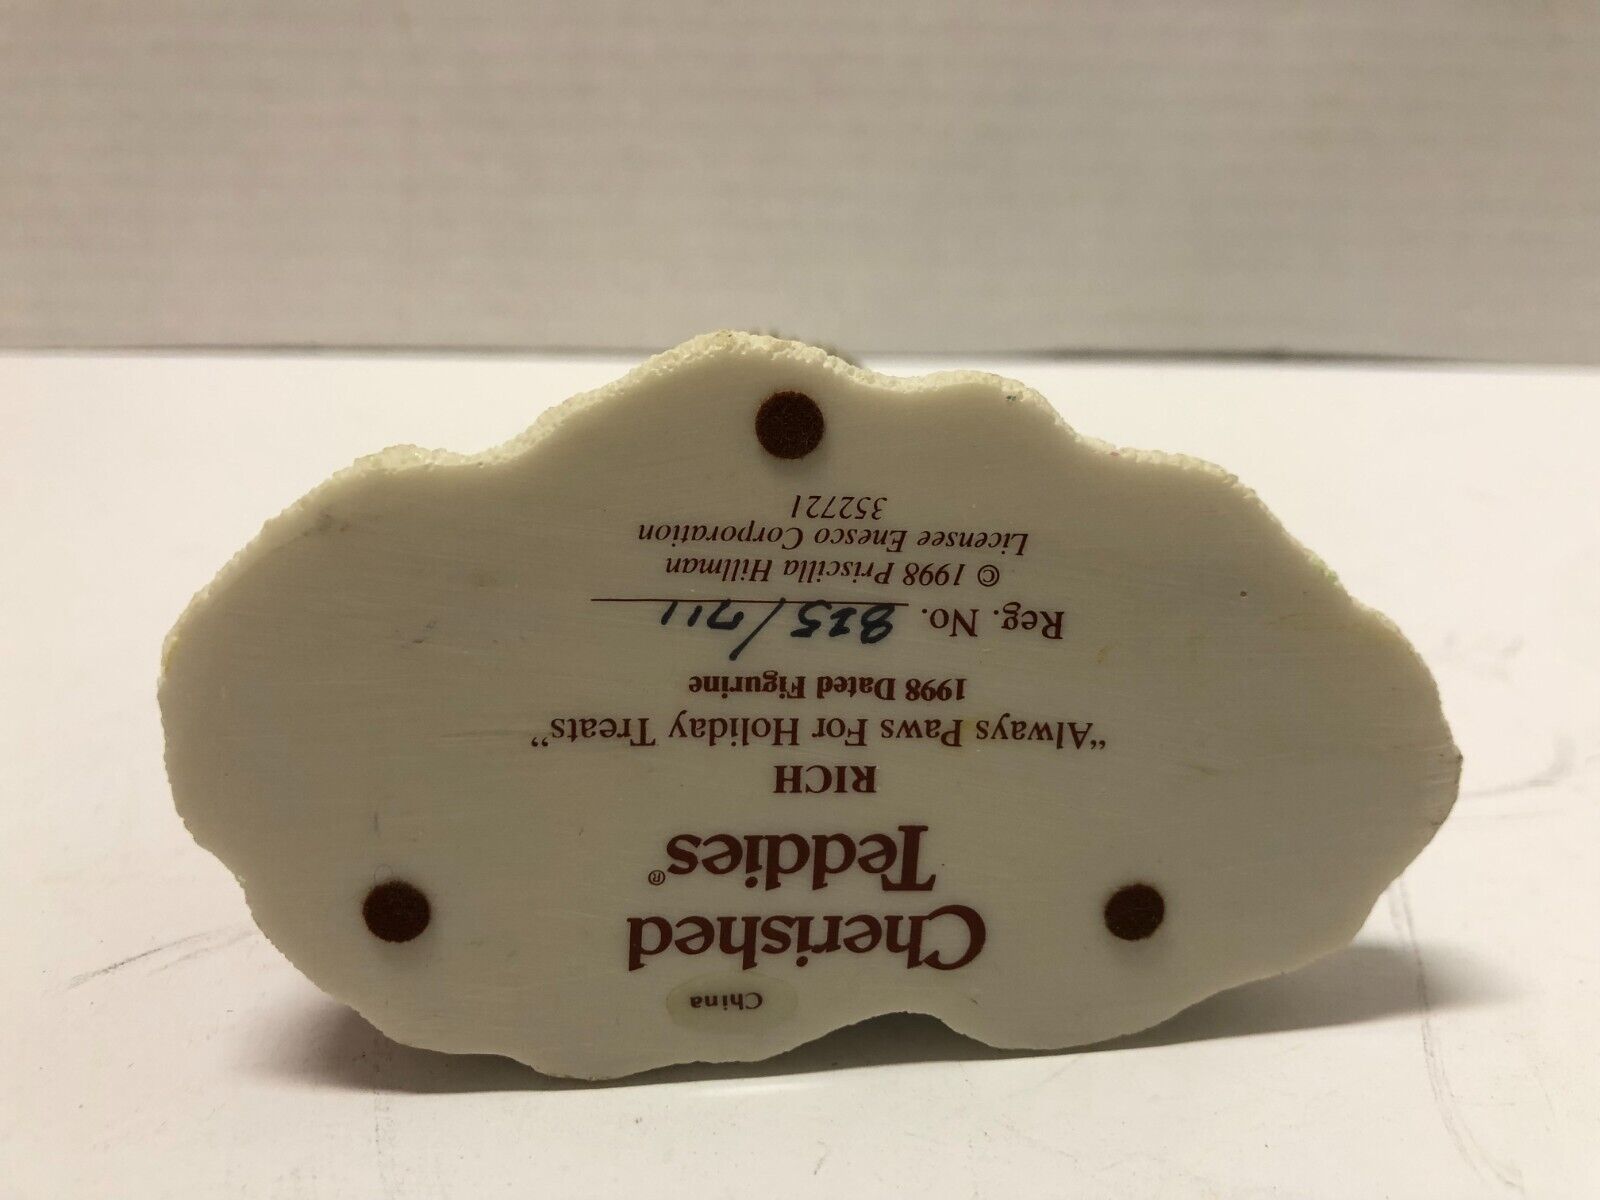 China
Cherished
Teddies®
RICH
“Always Paws For Holiday Treats”
1998 Dated Figurine
Reg. No. 825/711
© 1998 Priscilla Hillman
Licensee Enesco Corporation
352721